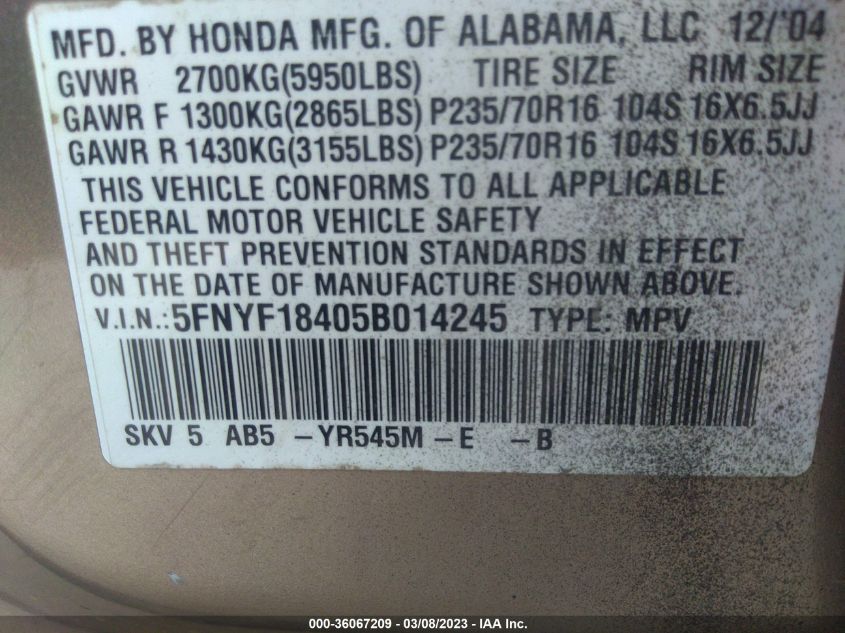 MFD. BY HONDA MFG. OF ALABAMA, LLC 12/'04
GVWR 2700KG(5950LBS) TIRE SIZE RIM SIZE
GAWR F 1300KG(2865LBS) P235/70R16 104S 16X6.5JJ
GAWR R 1430KG(3155LBS) P235/70R16 104S 16X6.5JJ
THIS VEHICLE CONFORMS TO ALL APPLICABLE
FEDERAL MOTOR VEHICLE SAFETY
AND THEFT PREVENTION STANDARDS IN EFFECT
ON THE DATE OF MANUFACTURE SHOWN ABOVE.
V.I.N.: 5FNYF18405B014245 TYPE: MPV
SKV 5 AB5 -YR545M-E -B
000-36067209 - 03/08/2023 - IAA Inc.